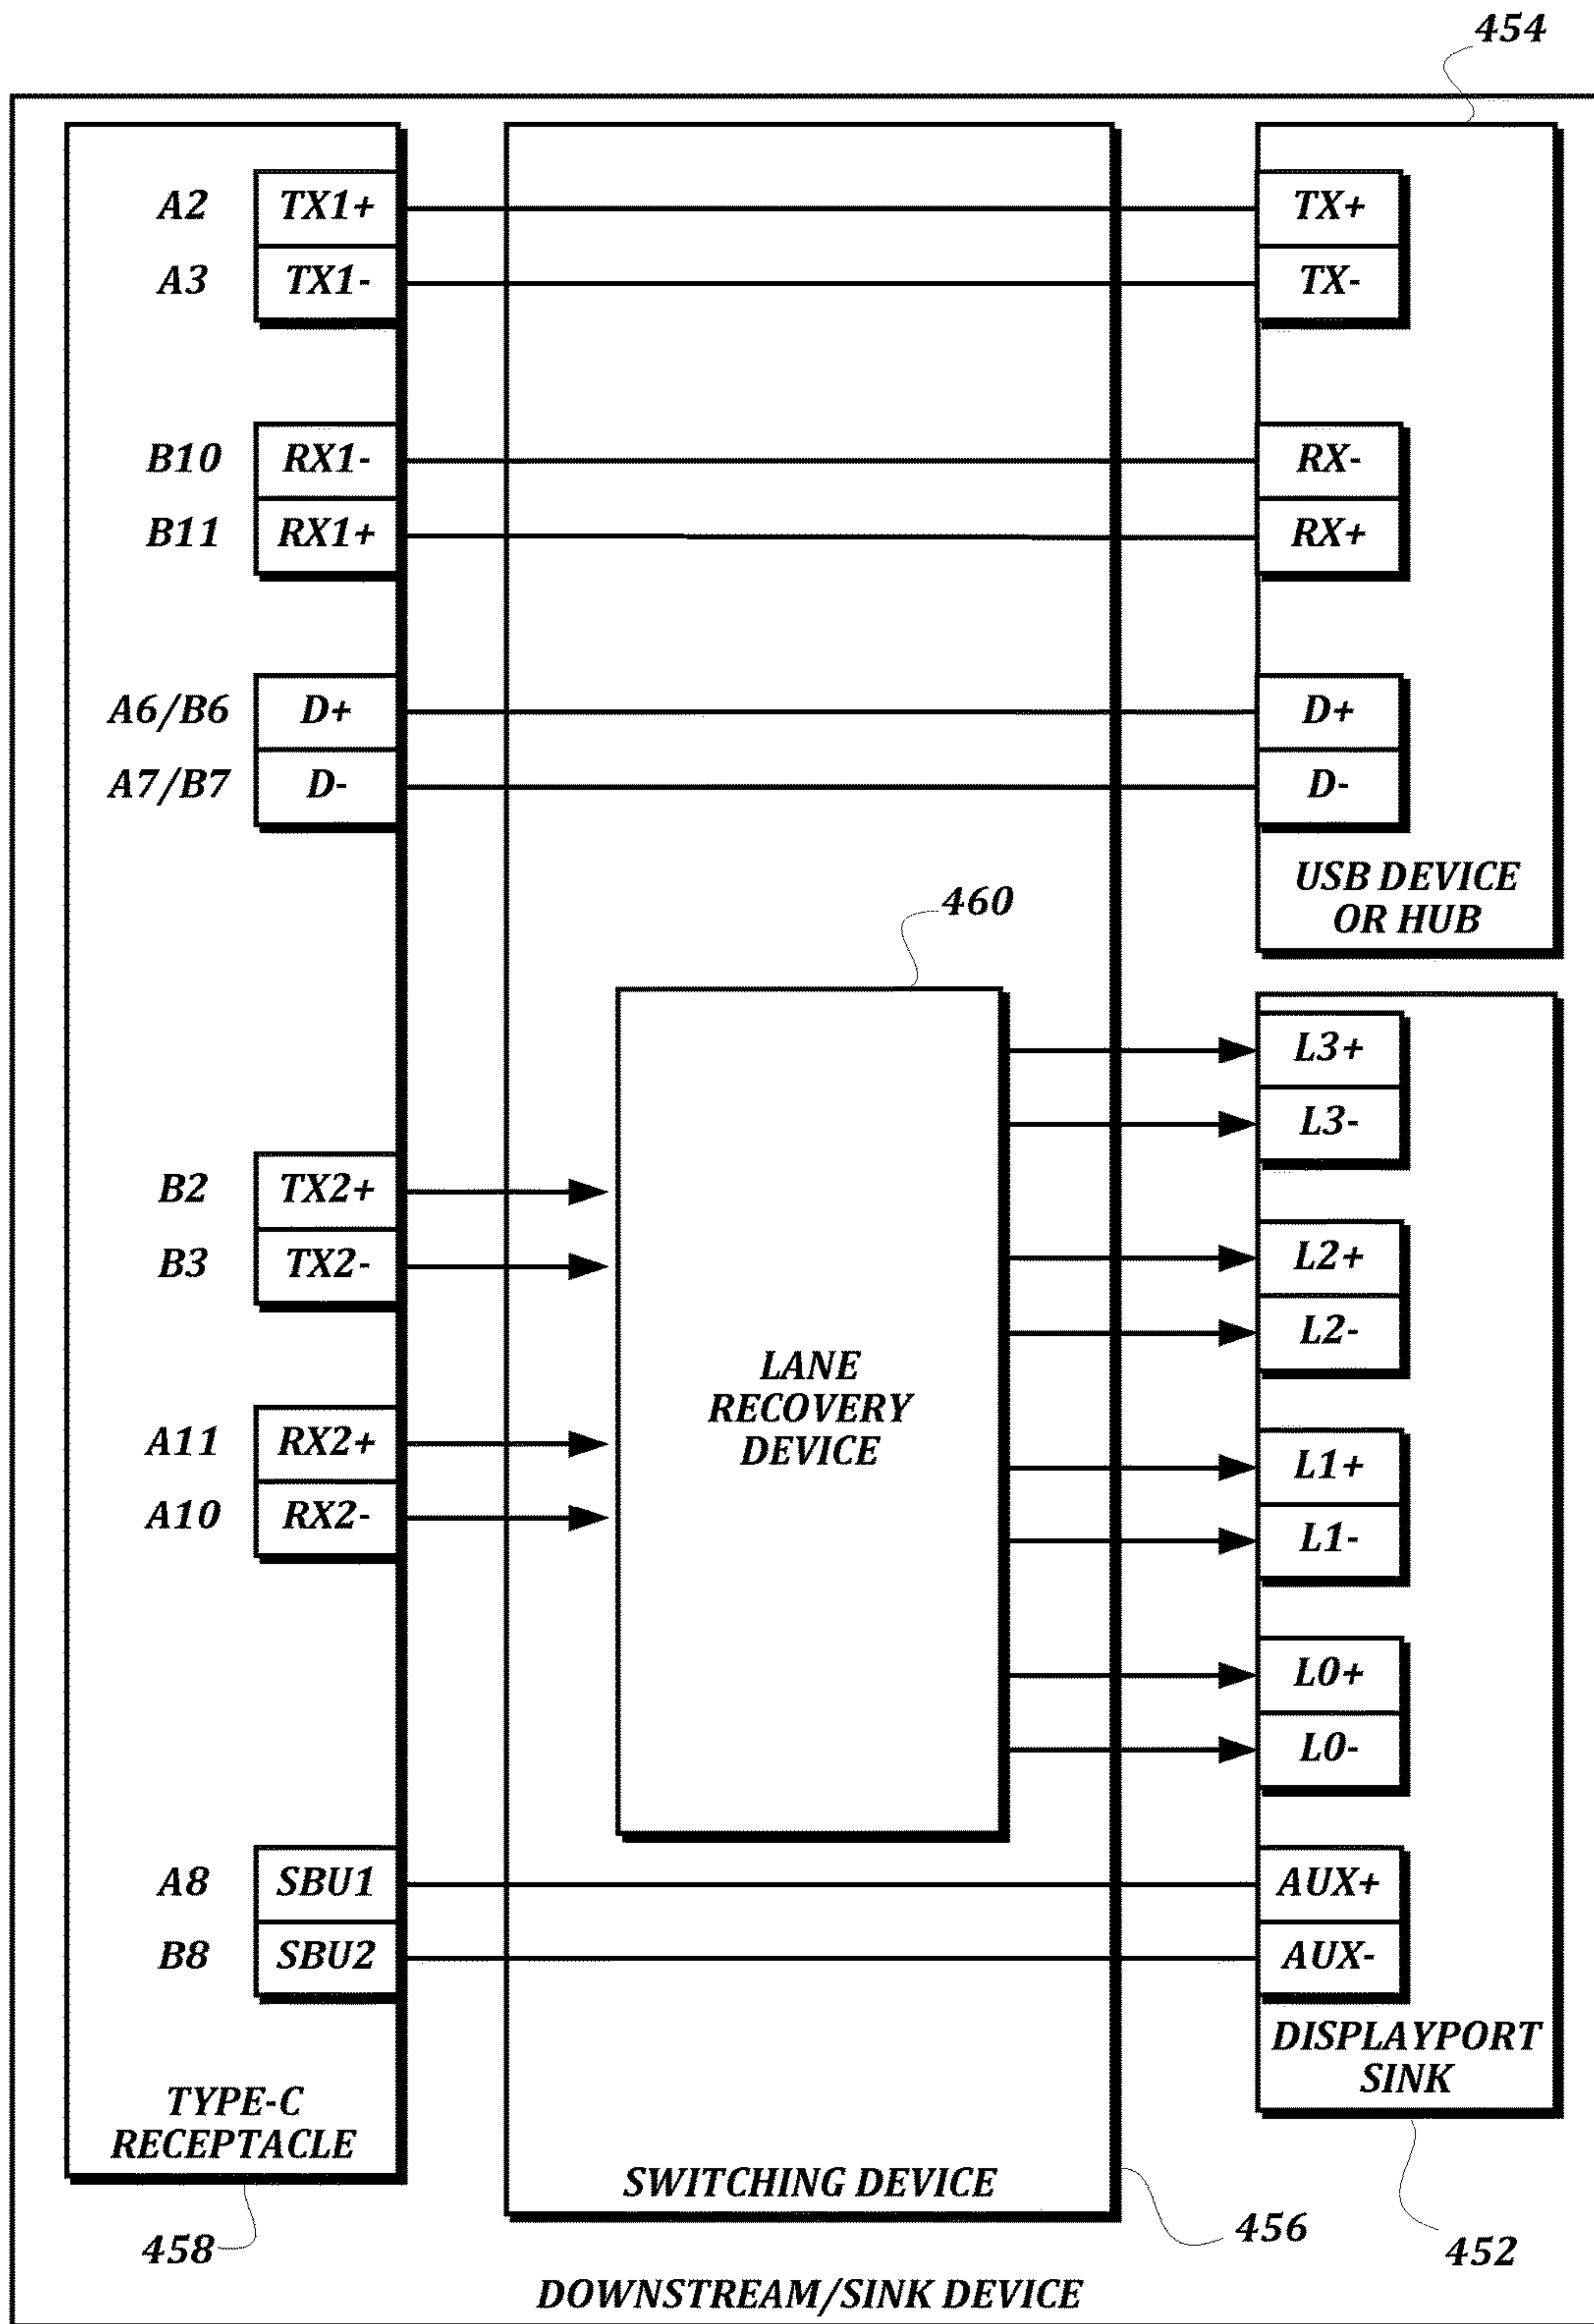 454
A2 TX1+ TX+
A3 TX1- TX-
B10 RX1- RX-
B11 RX1+ RX+
A6/B6 D+ D+
A7/B7 D- D-
USB DEVICE
OR HUB
460
L3+
L3-
B2 TX2+
B3 TX2-
L2+
L2-
LANE
RECOVERY
DEVICE
A11 RX2+
A10 RX2-
L1+
L1-
L0+
L0-
A8 SBU1 AUX+
B8 SBU2 AUX-
DISPLAYPORT
SINK
TYPE-C
RECEPTACLE
SWITCHING DEVICE
458
456
452
DOWNSTREAM/SINK DEVICE